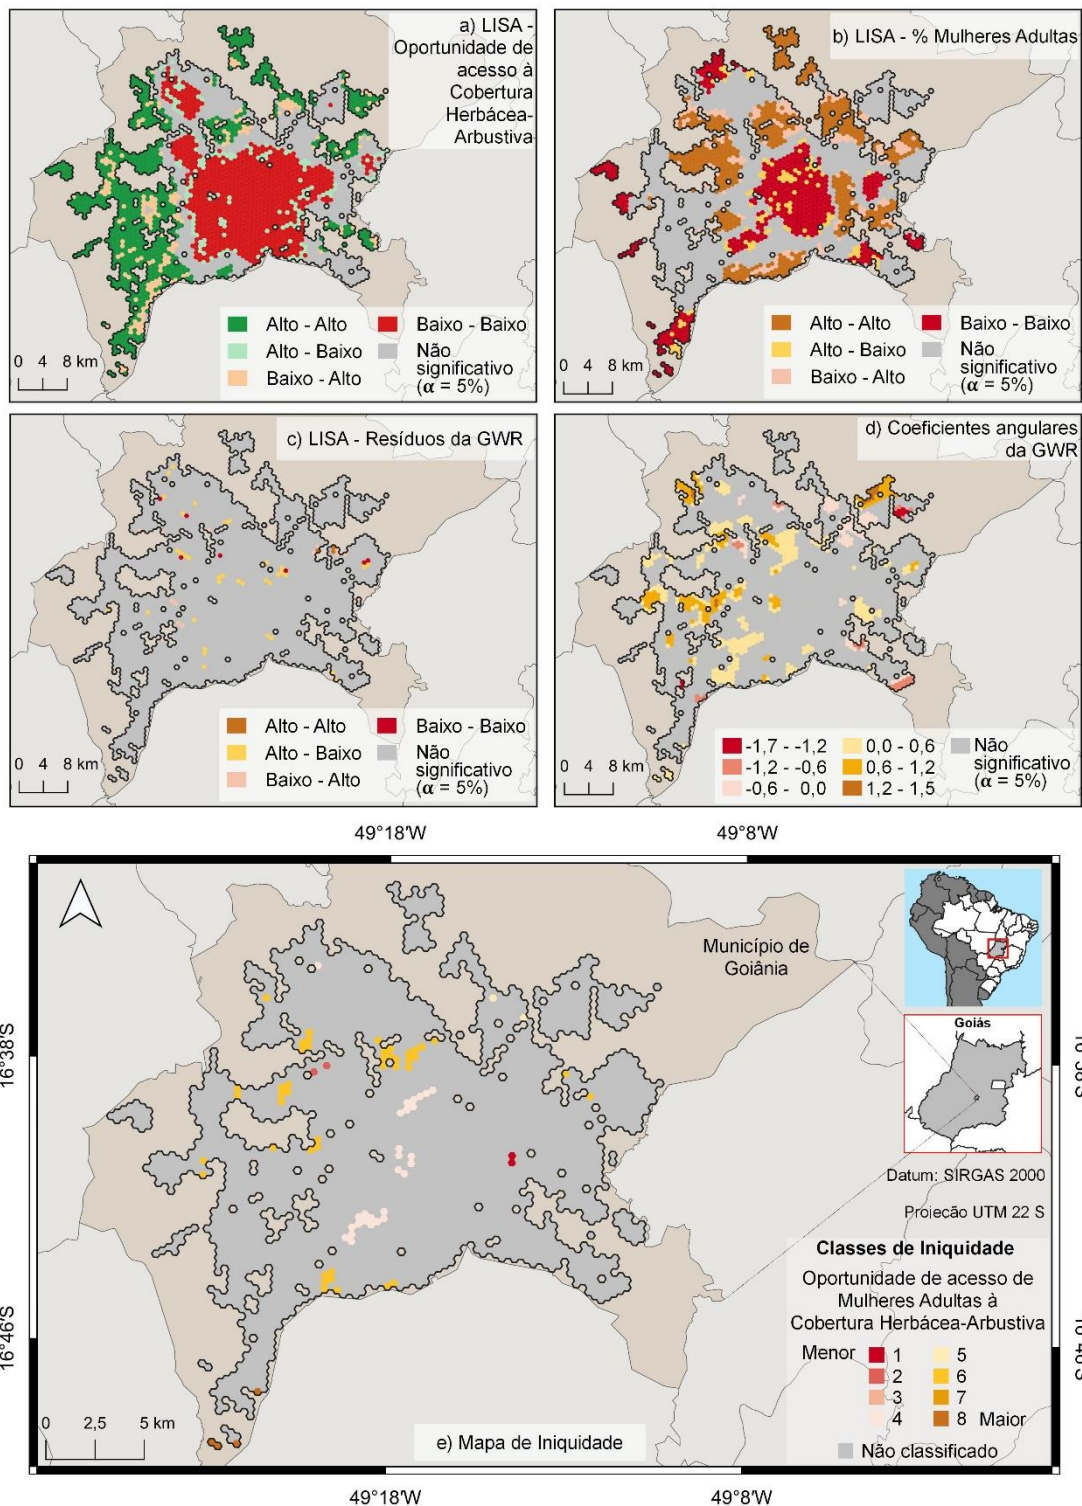 a) LISA -
Oportunidade de
acesso à
Cobertura
Herbácea-
Arbustiva
Alto - Alto
Baixo - Baixo
Alto - Baixo
Não
significativo
(α = 5%)
Baixo - Alto
0 4 8 km
b) LISA - % Mulheres Adultas
Alto - Alto
Baixo - Baixo
Alto - Baixo
Não
significativo
(α = 5%)
Baixo - Alto
0 4 8 km
c) LISA - Resíduos da GWR
Alto - Alto
Baixo - Baixo
Alto - Baixo
Não
significativo
(α = 5%)
Baixo - Alto
0 4 8 km
d) Coeficientes angulares
da GWR
-1,7 - -1,2
0,0 - 0,6
Não
significativo
(α = 5%)
-1,2 - -0,6
0,6 - 1,2
-0,6 - 0,0
1,2 - 1,5
0 4 8 km
49°18'W
49°8'W
Município de
Goiânia
Goiás
16°38'S
16°46'S
Datum: SIRGAS 2000
Projeção UTM 22 S
Classes de Iniquidade
Oportunidade de acesso de
Mulheres Adultas à
Cobertura Herbácea-Arbustiva
Menor 1 5
2 6
3 7
4 8 Maior
Não classificado
0 2,5 5 km
e) Mapa de Iniquidade
49°18'W
49°8'W